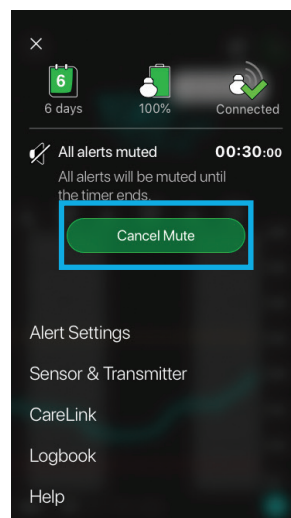 6
6 days
100%
Connected
All alerts muted
00:30:00
All alerts will be muted until
the timer ends.
Cancel Mute
Alert Settings
Sensor & Transmitter
CareLink
Logbook
Help